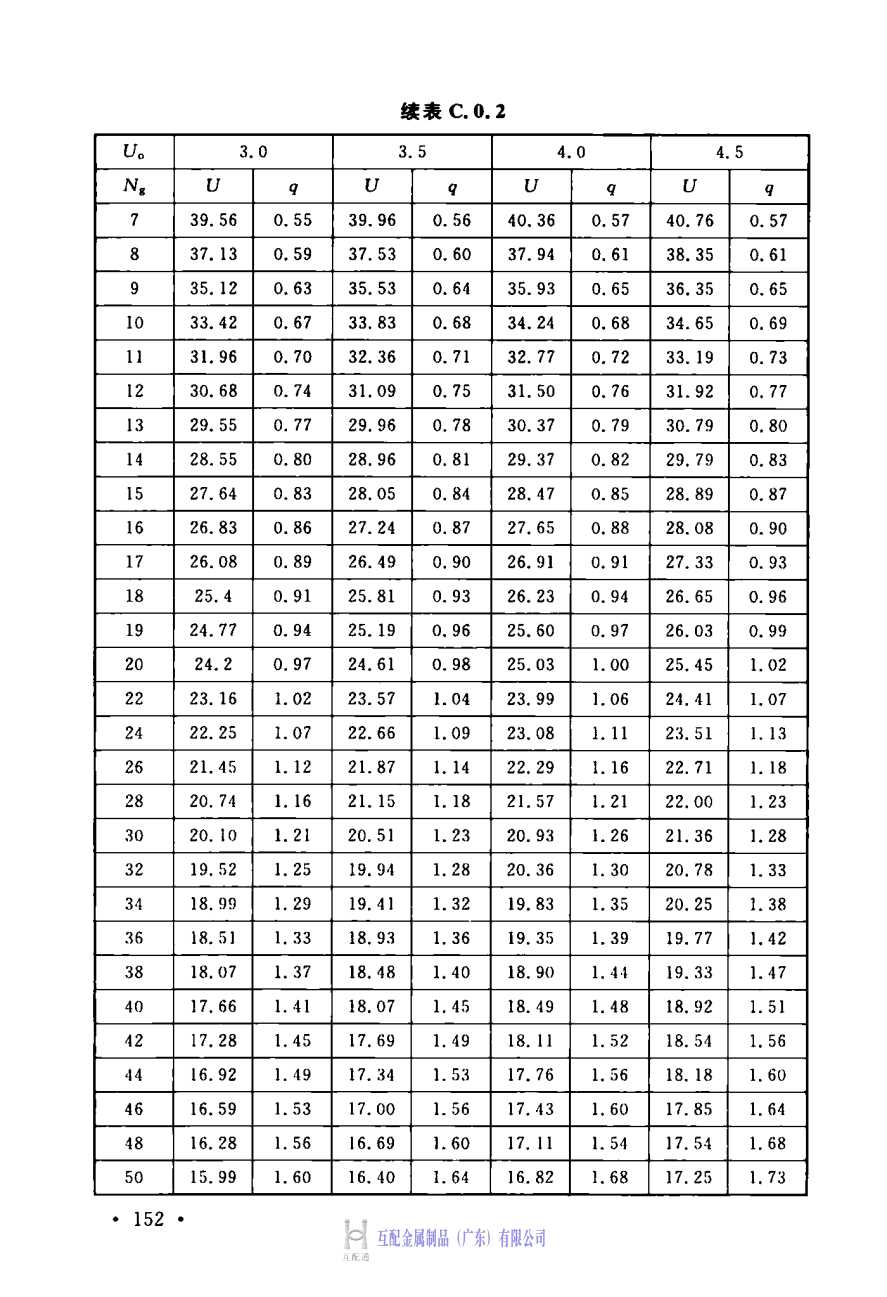 续表 C.0.2
U₀ 3.0 3.5 4.0 4.5
Ng U q U q U q U q
7 39.56 0.55 39.96 0.56 40.36 0.57 40.76 0.57
8 37.13 0.59 37.53 0.60 37.94 0.61 38.35 0.61
9 35.12 0.63 35.53 0.64 35.93 0.65 36.35 0.65
10 33.42 0.67 33.83 0.68 34.24 0.68 34.65 0.69
11 31.96 0.70 32.36 0.71 32.77 0.72 33.19 0.73
12 30.68 0.74 31.09 0.75 31.50 0.76 31.92 0.77
13 29.55 0.77 29.96 0.78 30.37 0.79 30.79 0.80
14 28.55 0.80 28.96 0.81 29.37 0.82 29.79 0.83
15 27.64 0.83 28.05 0.84 28.47 0.85 28.89 0.87
16 26.83 0.86 27.24 0.87 27.65 0.88 28.08 0.90
17 26.08 0.89 26.49 0.90 26.91 0.91 27.33 0.93
18 25.4 0.91 25.81 0.93 26.23 0.94 26.65 0.96
19 24.77 0.94 25.19 0.96 25.60 0.97 26.03 0.99
20 24.2 0.97 24.61 0.98 25.03 1.00 25.45 1.02
22 23.16 1.02 23.57 1.04 23.99 1.06 24.41 1.07
24 22.25 1.07 22.66 1.09 23.08 1.11 23.51 1.13
26 21.45 1.12 21.87 1.14 22.29 1.16 22.71 1.18
28 20.74 1.16 21.15 1.18 21.57 1.21 22.00 1.23
30 20.10 1.21 20.51 1.23 20.93 1.26 21.36 1.28
32 19.52 1.25 19.94 1.28 20.36 1.30 20.78 1.33
34 18.99 1.29 19.41 1.32 19.83 1.35 20.25 1.38
36 18.51 1.33 18.93 1.36 19.35 1.39 19.77 1.42
38 18.07 1.37 18.48 1.40 18.90 1.44 19.33 1.47
40 17.66 1.41 18.07 1.45 18.49 1.48 18.92 1.51
42 17.28 1.45 17.69 1.49 18.11 1.52 18.54 1.56
44 16.92 1.49 17.34 1.53 17.76 1.56 18.18 1.60
46 16.59 1.53 17.00 1.56 17.43 1.60 17.85 1.64
48 16.28 1.56 16.69 1.60 17.11 1.54 17.54 1.68
50 15.99 1.60 16.40 1.64 16.82 1.68 17.25 1.73
• 152 •
互配金属制品（广东）有限公司
互配通